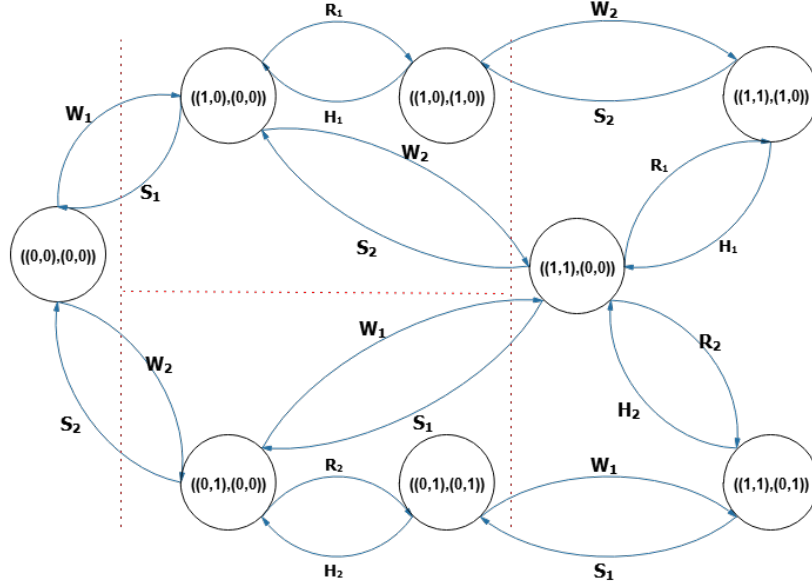 R₁
W₂
((1,0),(0,0))
((1,0),(1,0))
((1,1),(1,0))
W₁
H₁
S₂
W₂
R₁
S₁
S₂
H₁
((0,0),(0,0))
((1,1),(0,0))
W₁
R₂
W₂
H₂
S₂
S₁
R₂
W₁
((0,1),(0,0))
((0,1),(0,1))
((1,1),(0,1))
H₂
S₁